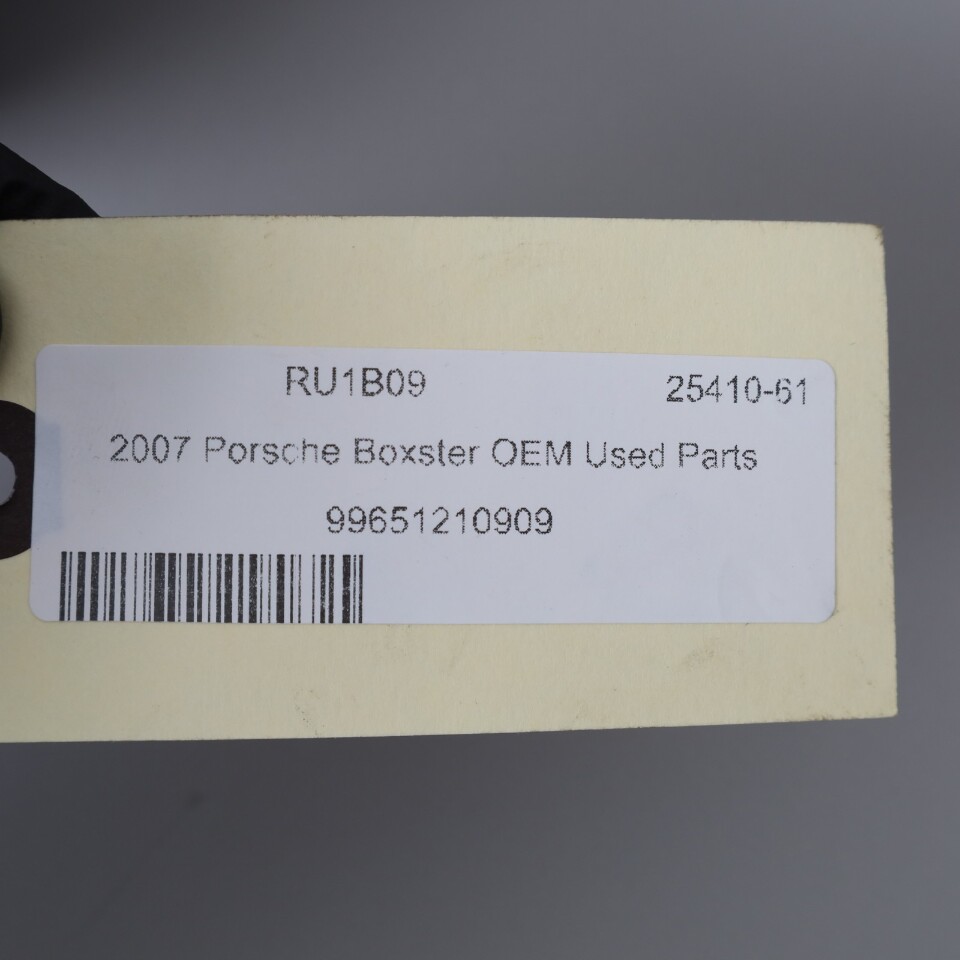 RU1B09 25410-61
2007 Porsche Boxster OEM Used Parts
99651210909